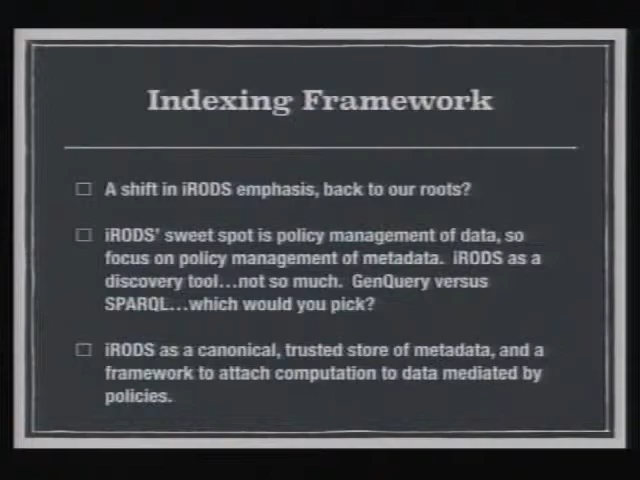 Indexing Framework
A shift in iRODS emphasis, back to our roots?
iRODS' sweet spot is policy management of data, so
focus on policy management of metadata. iRODS as a
discovery tool...not so much. GenQuery versus
SPARQL...which would you pick?
iRODS as a canonical, trusted store of metadata, and a
framework to attach computation to data mediated by
policies.